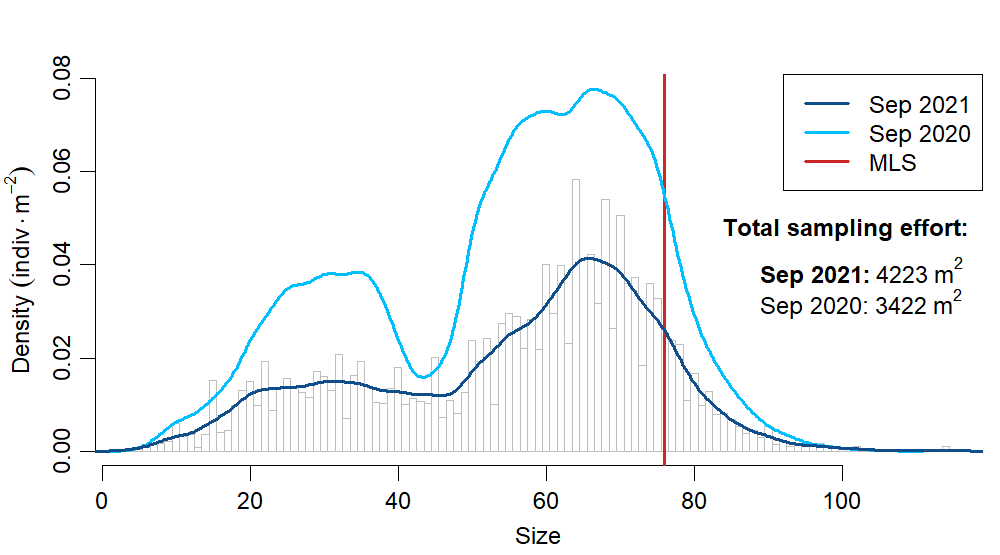 Density (indiv · m⁻²)
0.08
0.06
0.04
0.02
0.00
Sep 2021
Sep 2020
MLS
Total sampling effort:
Sep 2021: 4223 m²
Sep 2020: 3422 m²
0 20 40 60 80 100
Size